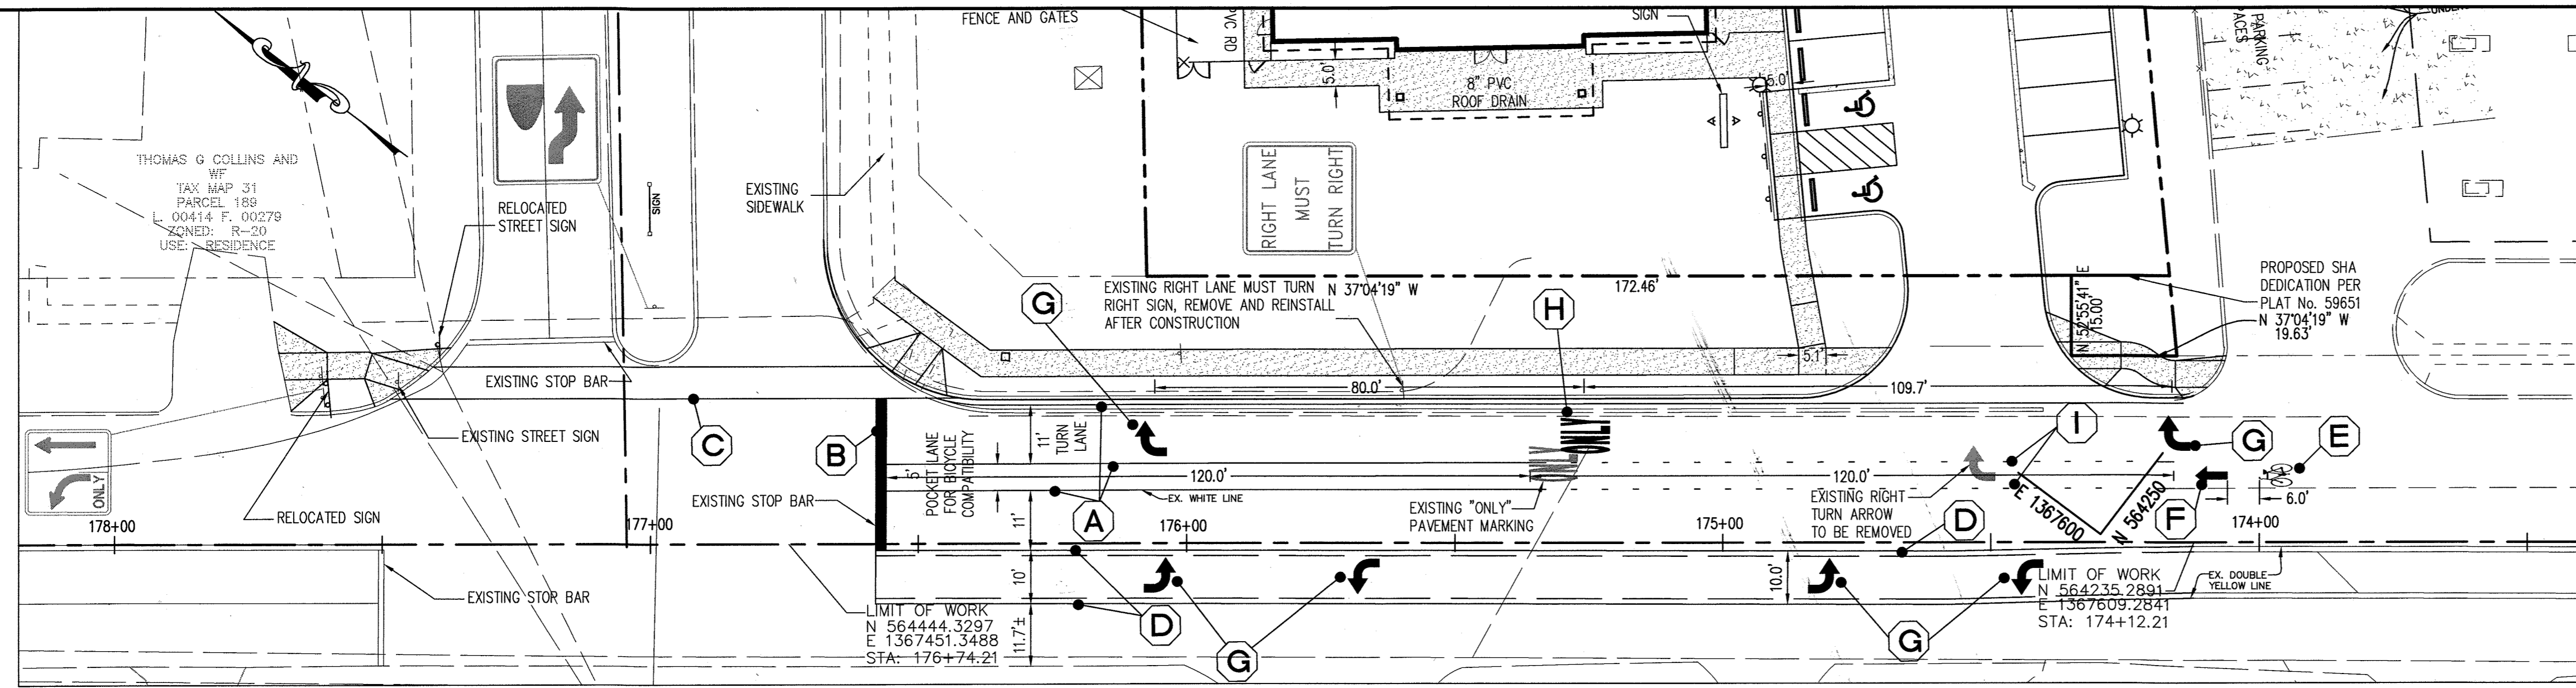 FENCE AND GATES
PVC RD
SIGN
PARKING
5.0'
8" PVC
ROOF DRAIN
5.0'
THOMAS G COLLINS AND
WF
TAX MAP 31
PARCEL 189
L. 00414 F. 00279
ZONED: R-20
USE: RESIDENCE
RELOCATED
STREET SIGN
SIGN
EXISTING
SIDEWALK
RIGHT LANE
MUST
TURN RIGHT
EXISTING RIGHT LANE MUST TURN
RIGHT SIGN, REMOVE AND REINSTALL
AFTER CONSTRUCTION
N 37°04'19" W
172.46'
G
H
N 52°55'41" E
15.00'
PROPOSED SHA
DEDICATION PER
PLAT No. 59651
N 37°04'19" W
19.63'
5.1'
EXISTING STOP BAR
80.0'
109.7'
EXISTING STREET SIGN
ONLY
RELOCATED SIGN
C
B
EXISTING STOP BAR
5'
POCKET LANE
FOR BICYCLE
COMPATIBILITY
11'
TURN
LANE
120.0'
EX. WHITE LINE
A
ONLY
ONLY
EXISTING "ONLY"
PAVEMENT MARKING
120.0'
EXISTING RIGHT
TURN ARROW
TO BE REMOVED
I
G
E
F
6.0'
D
E 1367600
N 564250
178+00
177+00
176+00
175+00
174+00
11'
10'
11.7'±
10.0'
EXISTING STOP BAR
LIMIT OF WORK
N 564444.3297
E 1367451.3488
STA: 176+74.21
D
G
G
LIMIT OF WORK
N 564235.2891
E 1367609.2841
STA: 174+12.21
EX. DOUBLE
YELLOW LINE